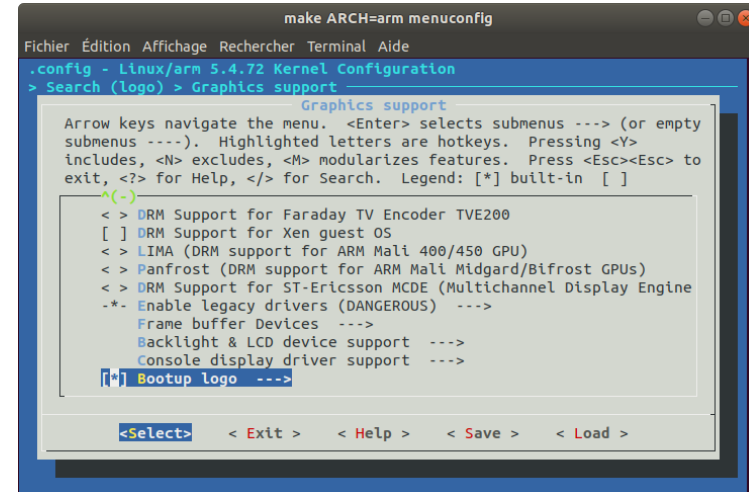 make ARCH=arm menuconfig
Fichier Édition Affichage Rechercher Terminal Aide
.config - Linux/arm 5.4.72 Kernel Configuration
> Search (logo) > Graphics support
Graphics support
Arrow keys navigate the menu.  <Enter> selects submenus ---> (or empty
submenus ----).  Highlighted letters are hotkeys.  Pressing <Y>
includes, <N> excludes, <M> modularizes features.  Press <Esc><Esc> to
exit, <?> for Help, </> for Search.  Legend: [*] built-in  [ ]
^(-)
< > DRM Support for Faraday TV Encoder TVE200
[ ] DRM Support for Xen guest OS
< > LIMA (DRM support for ARM Mali 400/450 GPU)
< > Panfrost (DRM support for ARM Mali Midgard/Bifrost GPUs)
< > DRM Support for ST-Ericsson MCDE (Multichannel Display Engine
-*- Enable legacy drivers (DANGEROUS)  --->
Frame buffer Devices  --->
Backlight & LCD device support  --->
Console display driver support  --->
[*] Bootup logo  --->
<Select>    < Exit >    < Help >    < Save >    < Load >